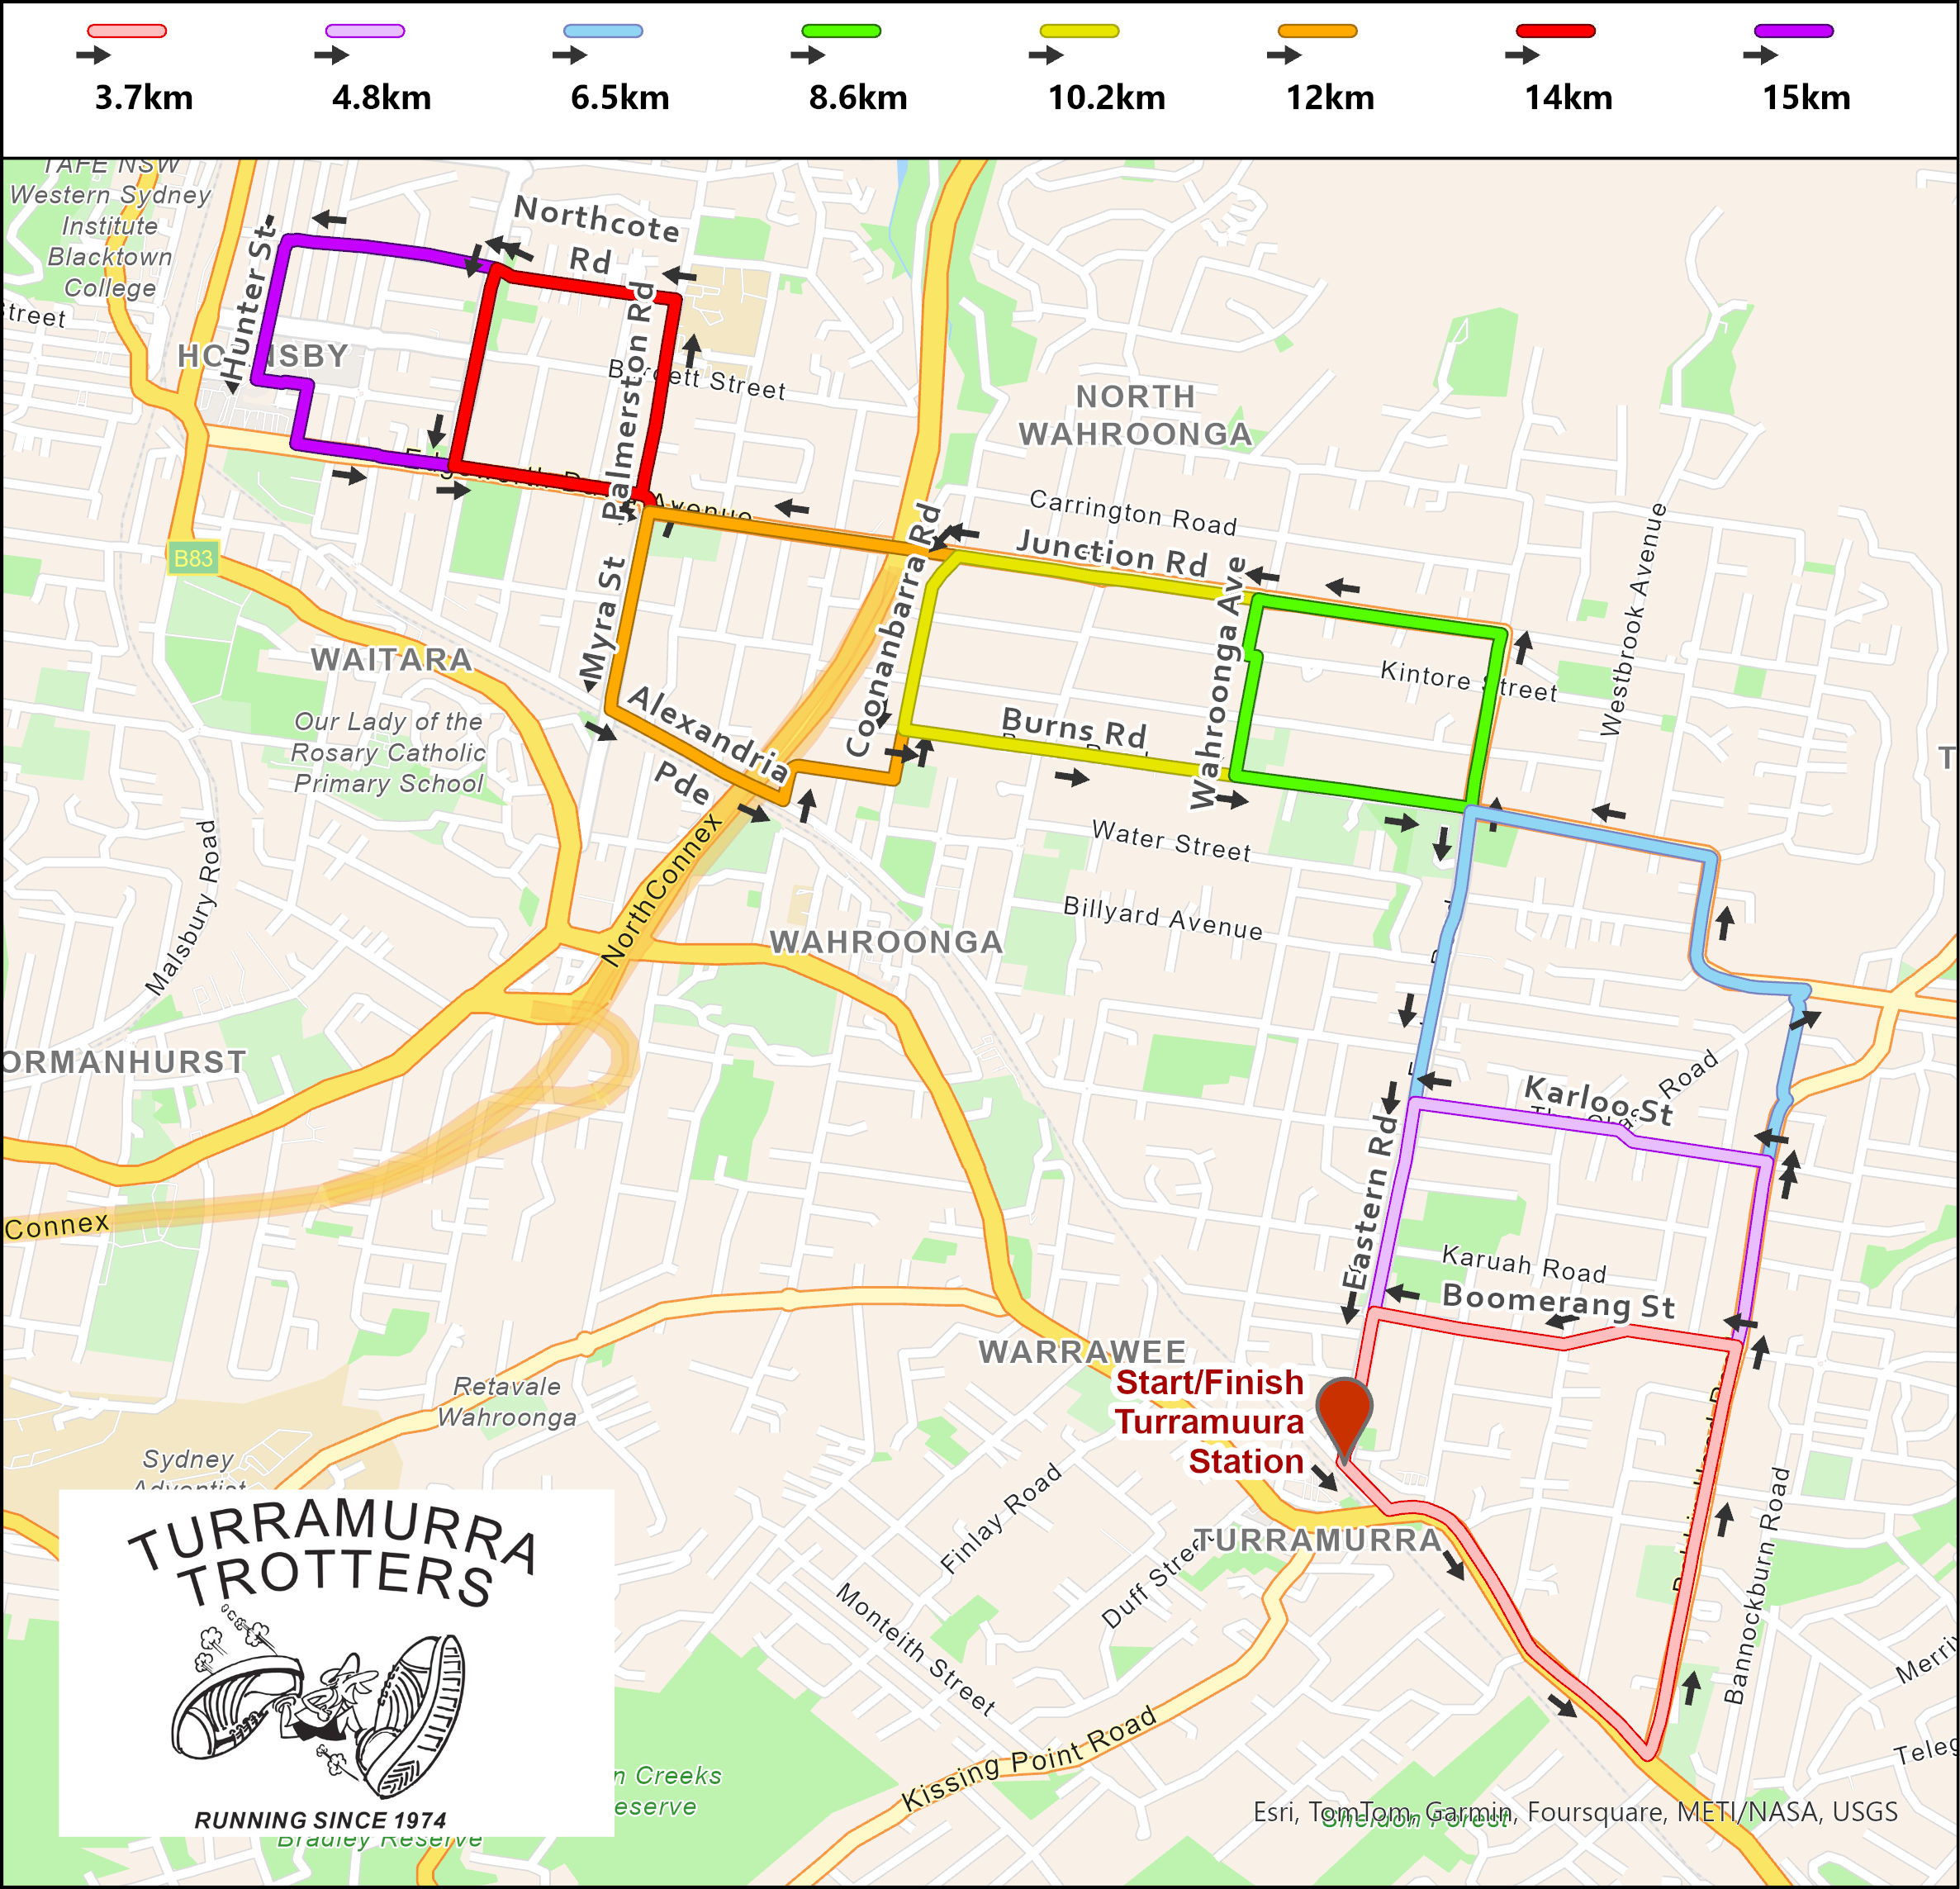 3.7km
4.8km
6.5km
8.6km
10.2km
12km
14km
15km
TAFE NSW
Western Sydney
Institute
Blacktown
College
Northcote
Rd
Hunter St
HORNSBY
Palmerston Rd
Burdett Street
NORTH
WAHROONGA
Carrington Road
Junction Rd
Avenue
B83
Myra St
Coonanbarra Rd
Wahroonga Ave
Westbrook Avenue
Kintore Street
WAITARA
Our Lady of the
Rosary Catholic
Primary School
Alexandria
Pde
Burns Rd
Malsbury Road
NorthConnex
Water Street
Billyard Avenue
WAHROONGA
ORMANHURST
Road
Karloo St
Eastern Rd
Connex
Karuah Road
Boomerang St
WARRAWEE
Start/Finish
Turramuura
Station
Retavale
Wahroonga
Sydney
Adventist
TURRAMURRA
Finlay Road
Duff Street
Monteith Street
Bannockburn Road
Kissing Point Road
Merri
Teleg
TURRAMURRA
TROTTERS
RUNNING SINCE 1974
n Creeks
eserve
Bradley Reserve
Sheldon Forest
Esri, TomTom, Garmin, Foursquare, METI/NASA, USGS